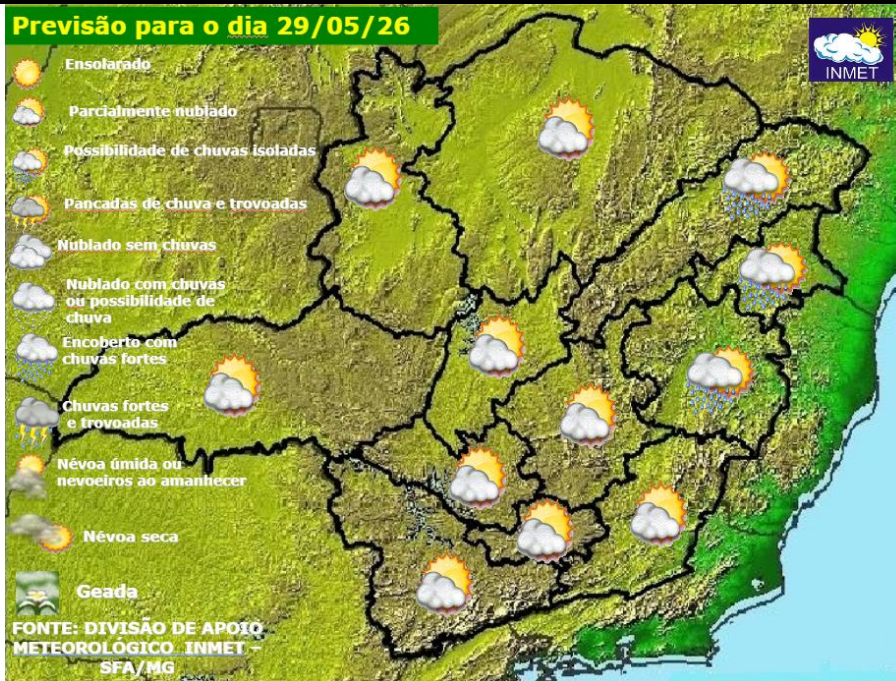 Previsão para o dia 29/05/26
INMET
Ensolarado
Parcialmente nublado
Possibilidade de chuvas isoladas
Pancadas de chuva e trovoadas
Nublado sem chuvas
Nublado com chuvas
ou possibilidade de
chuva
Encoberto com
chuvas fortes
Chuvas fortes
e trovoadas
Névoa úmida ou
nevoeiros ao amanhecer
Névoa seca
Geada
FONTE: DIVISÃO DE APOIO
METEOROLÓGICO INMET –
SFA/MG